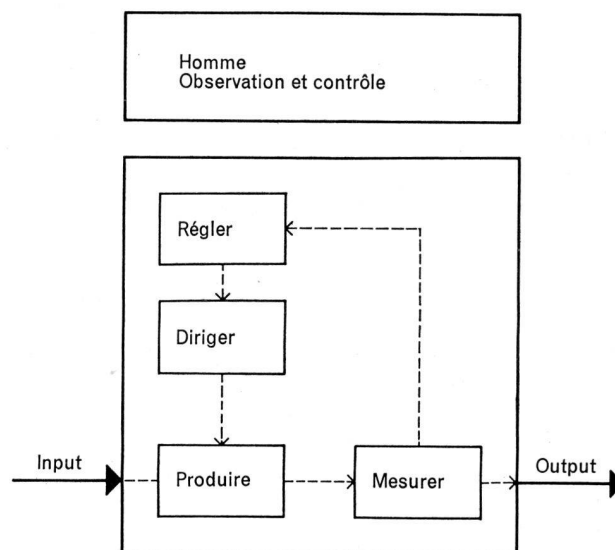 Homme
Observation et contrôle
Régler
Diriger
Input
Produire
Mesurer
Output